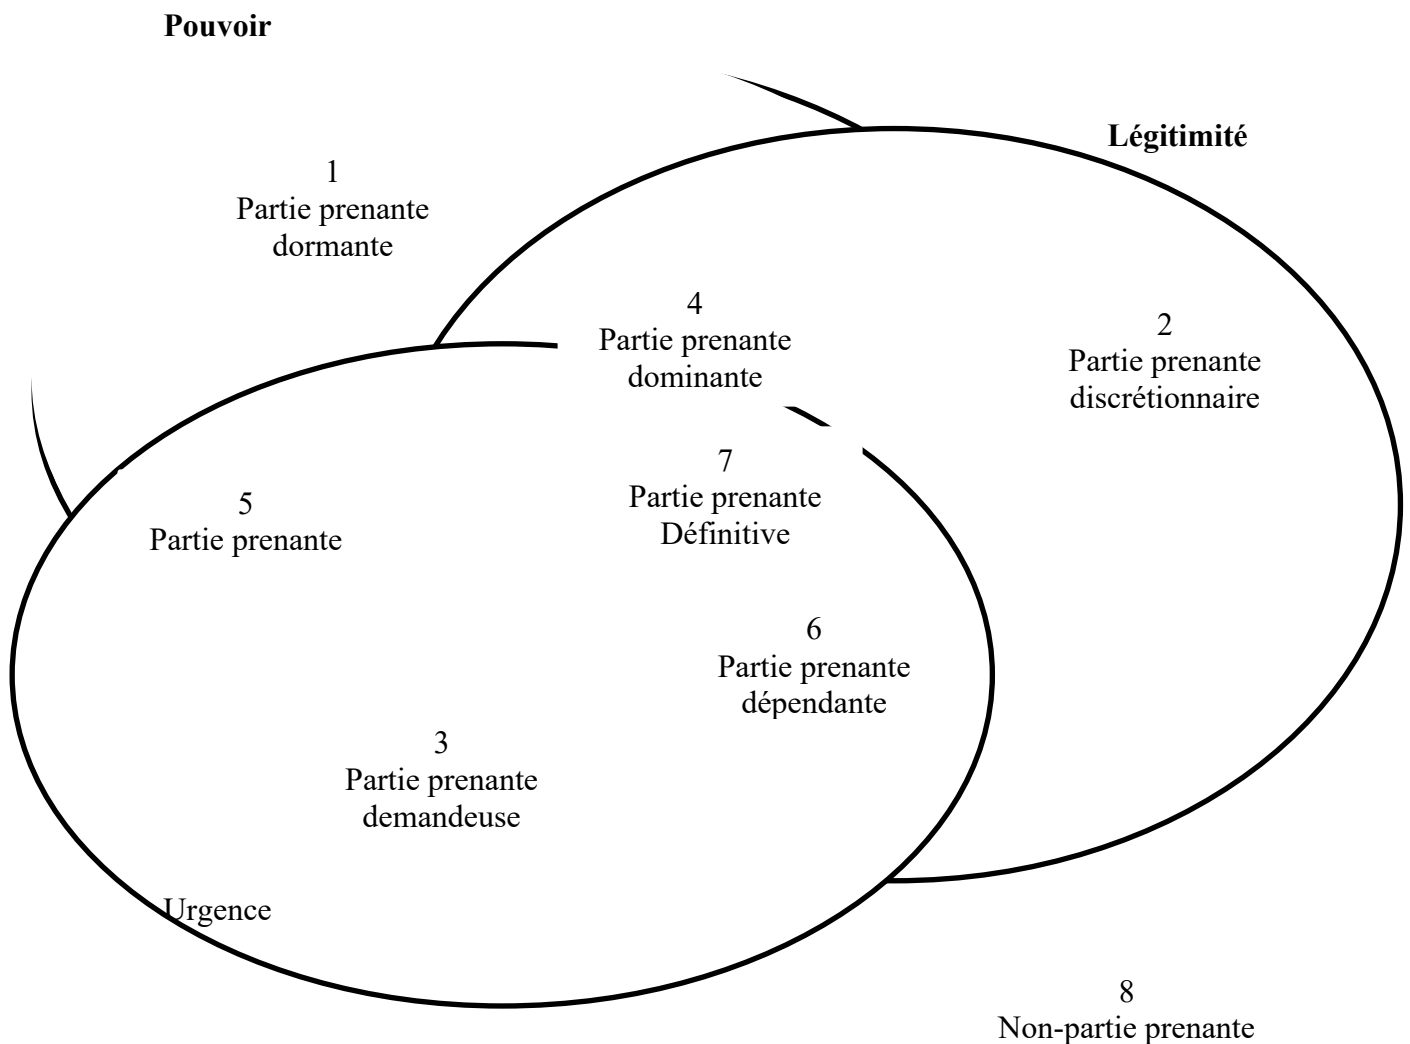 Pouvoir
Légitimité
1
Partie prenante
dormante
4
Partie prenante
dominante
2
Partie prenante
discrétionnaire
7
Partie prenante
Définitive
5
Partie prenante
6
Partie prenante
dépendante
3
Partie prenante
demandeuse
Urgence
8
Non-partie prenante